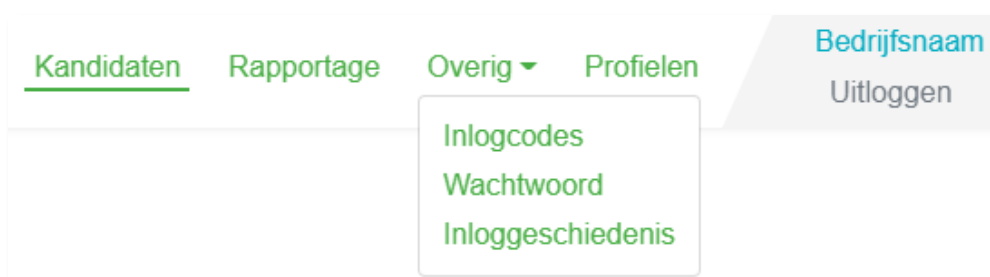 Kandidaten Rapportage Overig Profielen
Bedrijfsnaam
Uitloggen
Inlogcodes
Wachtwoord
Inloggeschiedenis